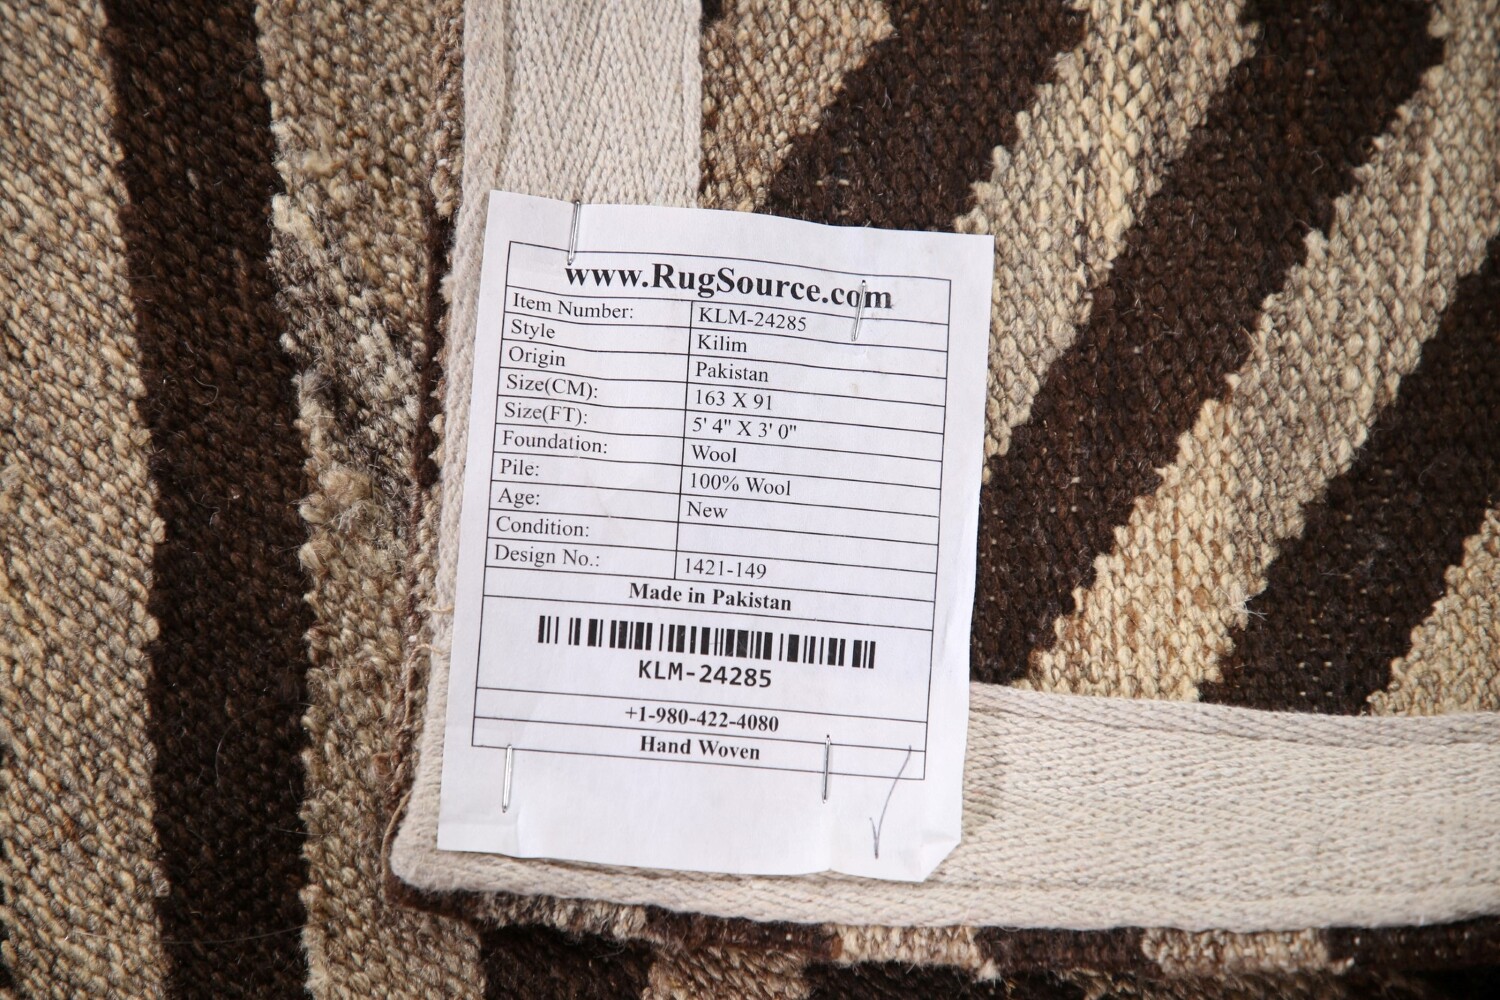 www.RugSource.com
Item Number: KLM-24285
Style Kilim
Origin Pakistan
Size(CM): 163 X 91
Size(FT): 5' 4" X 3' 0"
Foundation: Wool
Pile: 100% Wool
Age: New
Condition:
Design No.: 1421-149
Made in Pakistan
KLM-24285
+1-980-422-4080
Hand Woven